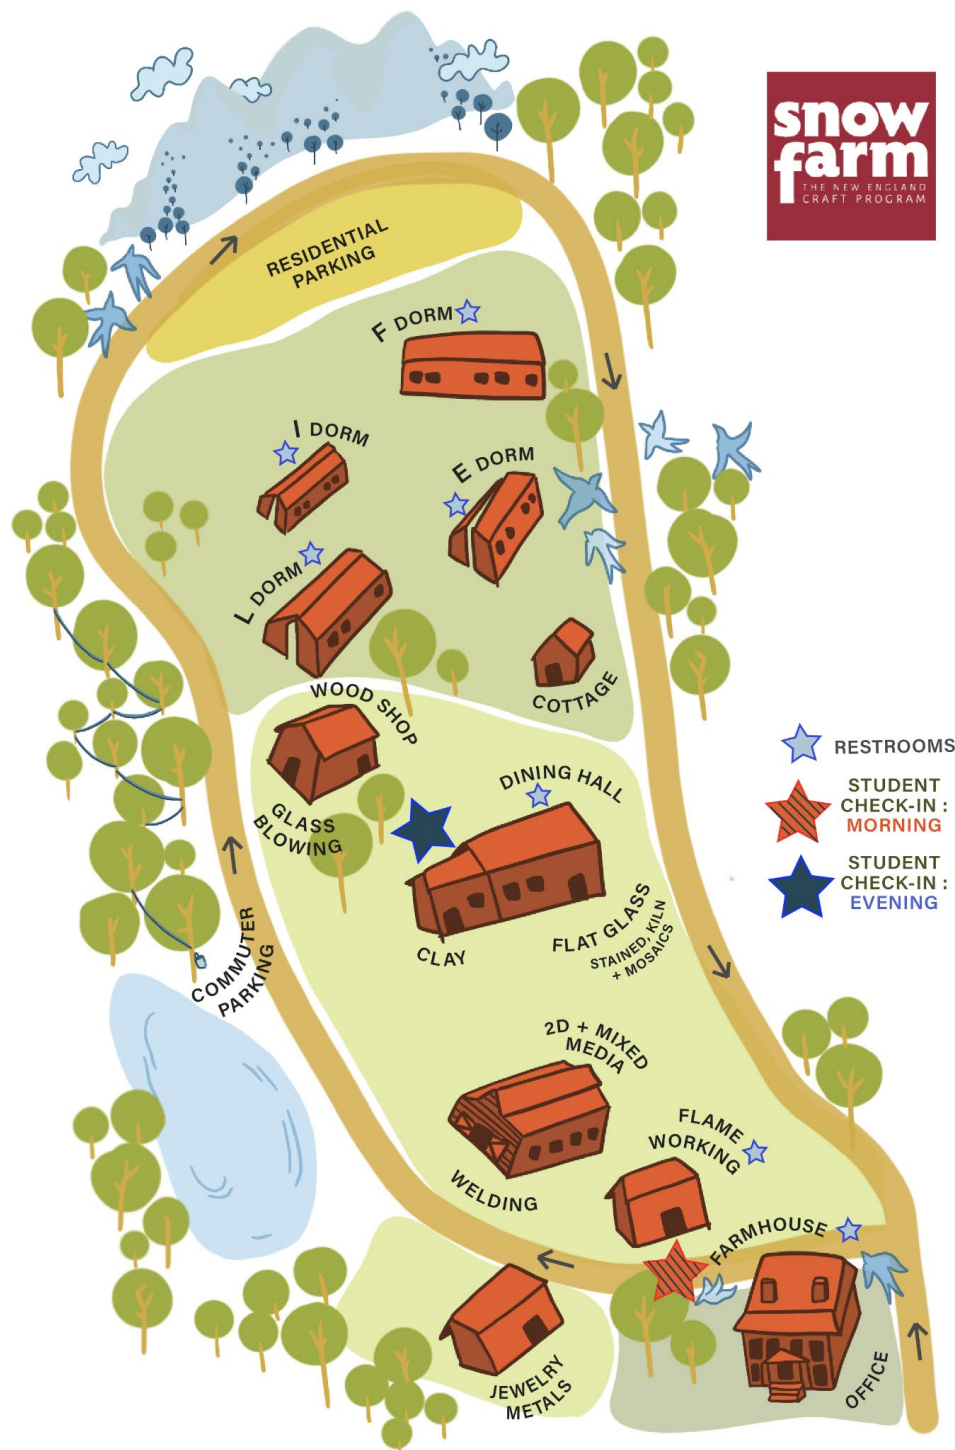 snow
farm
THE NEW ENGLAND
CRAFT PROGRAM
RESIDENTIAL
PARKING
F DORM
I DORM
E DORM
L DORM
COTTAGE
WOOD SHOP
GLASS
BLOWING
DINING HALL
CLAY
FLAT GLASS
STAINED, KILN
+ MOSAICS
RESTROOMS
STUDENT
CHECK-IN :
MORNING
STUDENT
CHECK-IN :
EVENING
COMMUTER
PARKING
2D + MIXED
MEDIA
WELDING
FLAME
WORKING
FARMHOUSE
OFFICE
JEWELRY
METALS